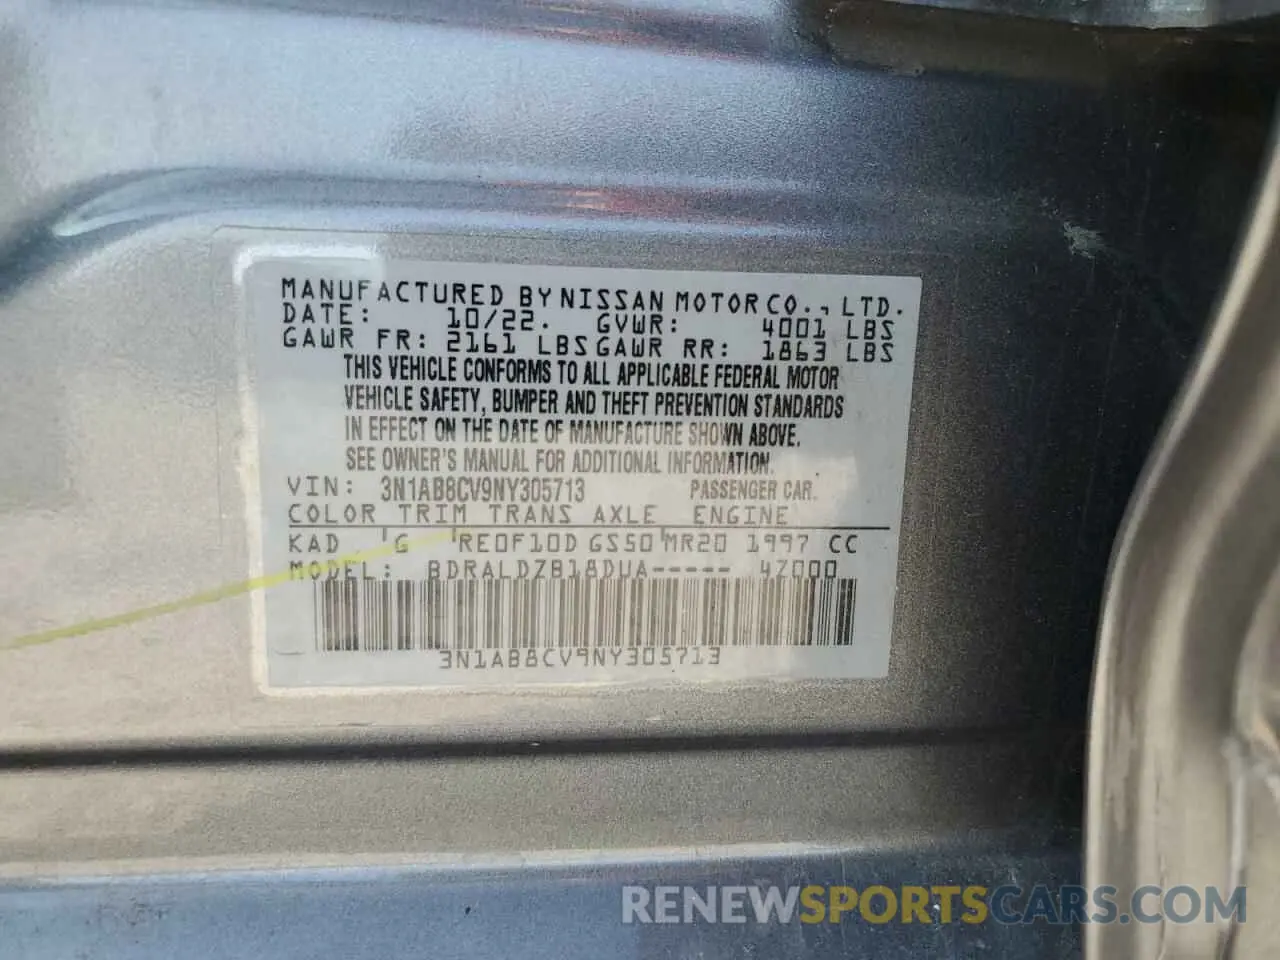 MANUFACTURED BY NISSAN MOTOR CO., LTD.
DATE: 10/22. GVWR: 4001 LBS
GAWR FR: 2161 LBS GAWR RR: 1863 LBS
THIS VEHICLE CONFORMS TO ALL APPLICABLE FEDERAL MOTOR
VEHICLE SAFETY, BUMPER AND THEFT PREVENTION STANDARDS
IN EFFECT ON THE DATE OF MANUFACTURE SHOWN ABOVE.
SEE OWNER'S MANUAL FOR ADDITIONAL INFORMATION.
VIN: 3N1AB8CV9NY305713 PASSENGER CAR.
COLOR TRIM TRANS AXLE ENGINE
KAD G RE0F10D GS50 MR20 1997 CC
MODEL: BDRALDZB18DUA----- 4Z000
3N1AB8CV9NY305713
RENEWSPORTSCARS.COM